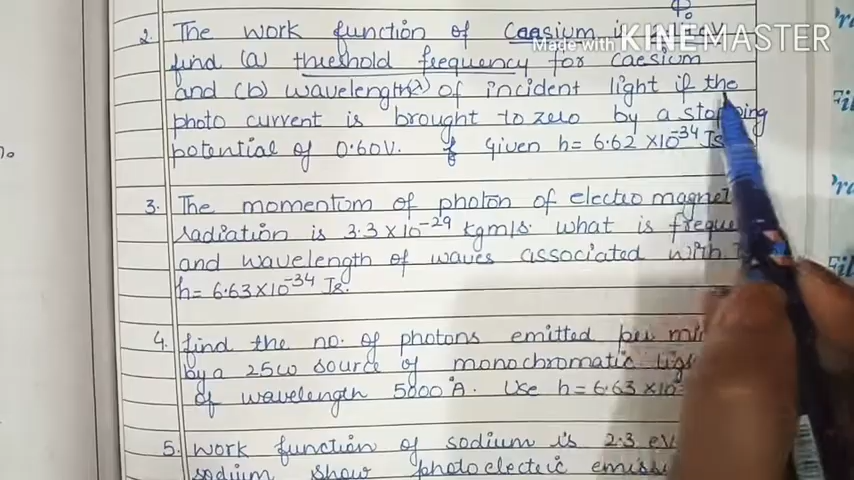 φ₀
2. The work function of Caesium is
find (a) threshold frequency for caesium
and (b) wavelength(λ) of incident light if the
photo current is brought to zero by a stopping
potential of 0.60V. Given h= 6.62 ×10⁻³⁴ Js
3. The momentum of photon of electro magnet
radiation is 3.3×10⁻²⁹ kgm/s. what is freque
and wavelength of waves associated with
h= 6.63×10⁻³⁴ Js.
4. find the no. of photons emitted per
by a 25W source of monochromatic
of wavelength 5000 Å. Use h= 6.63 ×10
5. Work function of sodium is 2.3 eV
sodium show photoelectric emiss
Made with KINEMASTER